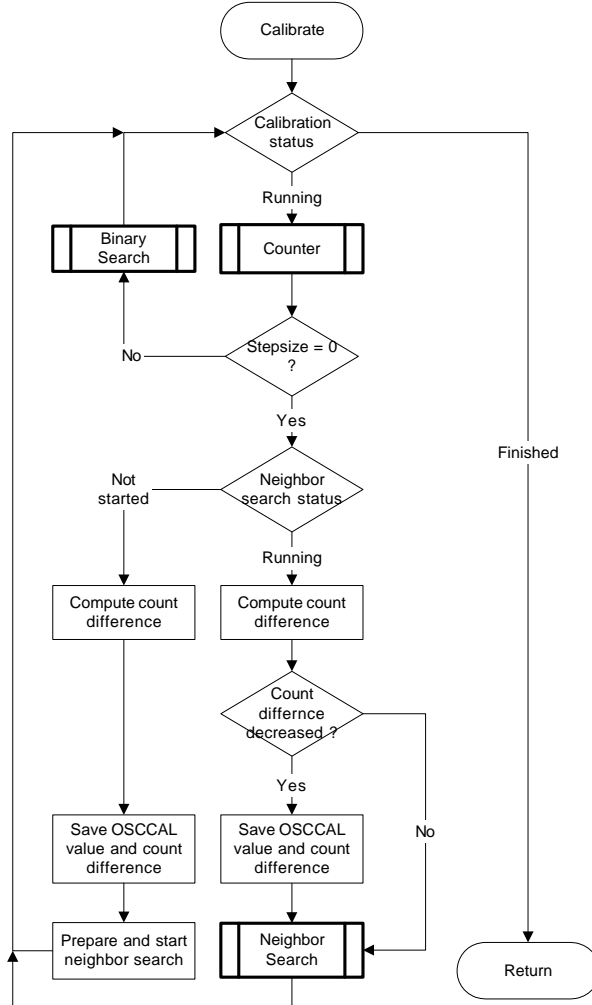 Calibrate
Calibration
status
Running
Binary
Search
Counter
Stepsize = 0
?
No
Yes
Finished
Not
started
Neighbor
search status
Running
Compute count
difference
Compute count
difference
Count
differnce
decreased ?
Yes
No
Save OSCCAL
value and count
difference
Save OSCCAL
value and count
difference
Prepare and start
neighbor search
Neighbor
Search
Return